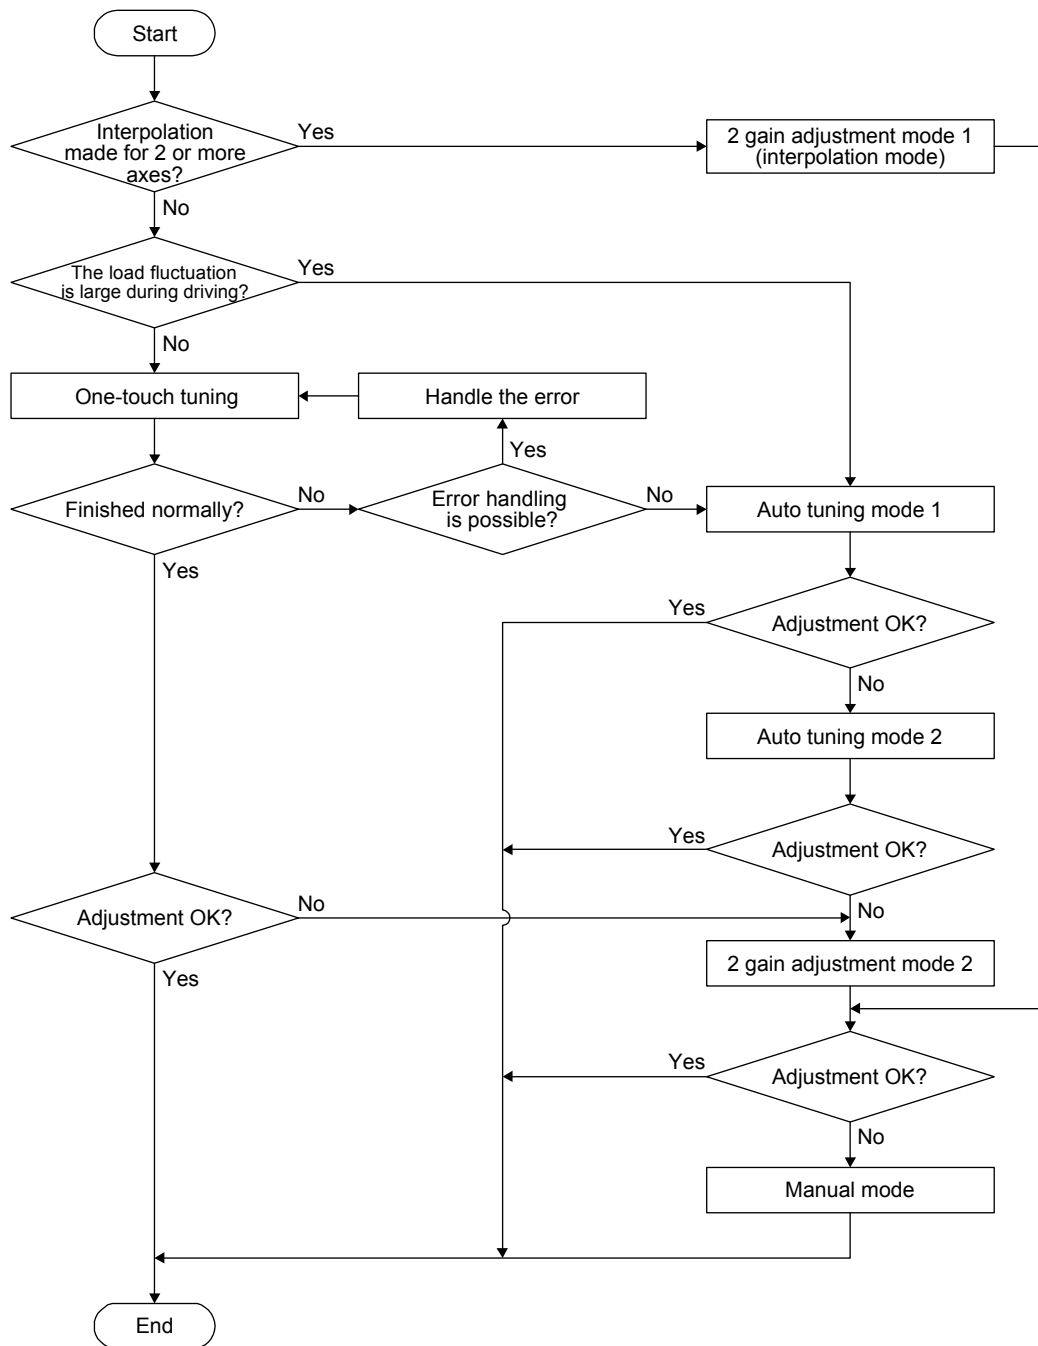 Start
Interpolation
made for 2 or more
axes?
Yes
2 gain adjustment mode 1
(interpolation mode)
No
The load fluctuation
is large during driving?
Yes
No
One-touch tuning
Handle the error
Yes
Finished normally?
No
Error handling
is possible?
No
Auto tuning mode 1
Yes
Yes
Adjustment OK?
No
Auto tuning mode 2
Yes
Adjustment OK?
No
Adjustment OK?
No
Yes
2 gain adjustment mode 2
Yes
Adjustment OK?
No
Manual mode
End